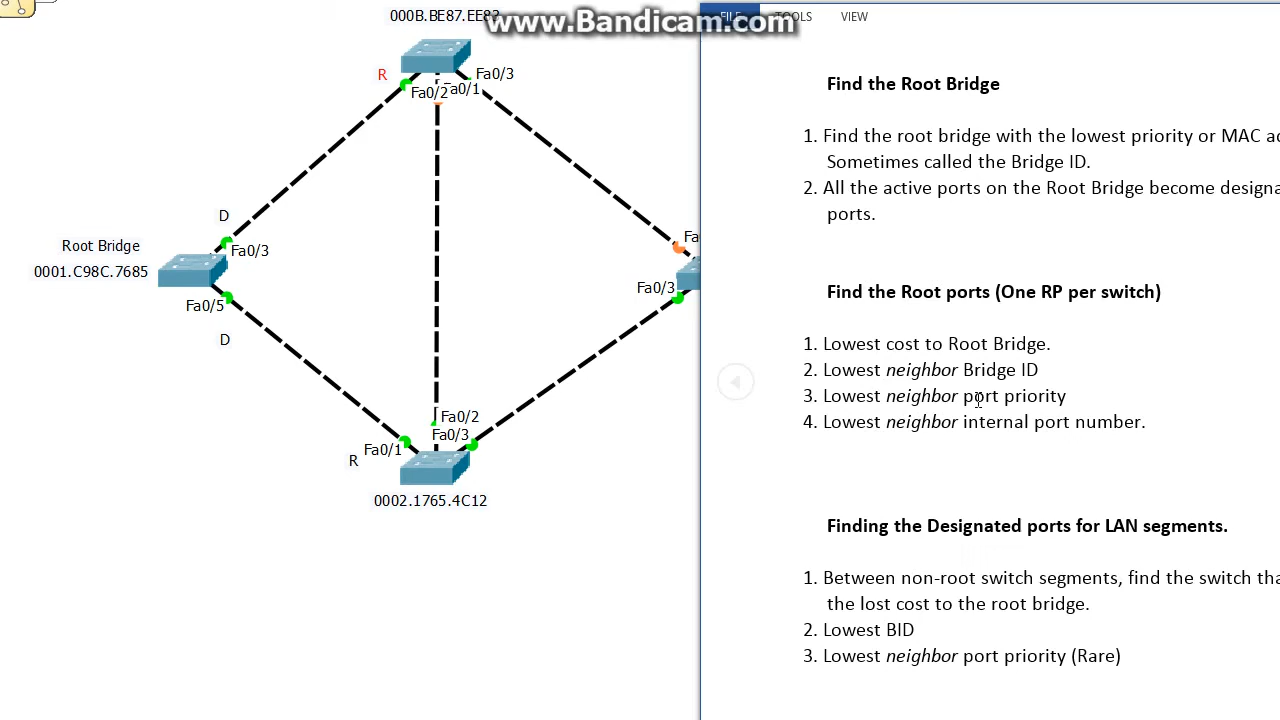 000B.BE87.EE83
www.Bandicam.com
FILE TOOLS VIEW
R
Fa0/3
Fa0/2
Fa0/1
D
Root Bridge
Fa0/3
0001.C98C.7685
Fa0/5
D
Fa
Fa0/3
Fa0/2
Fa0/3
Fa0/1
R
0002.1765.4C12
Find the Root Bridge
1. Find the root bridge with the lowest priority or MAC ac
Sometimes called the Bridge ID.
2. All the active ports on the Root Bridge become designa
ports.
Find the Root ports (One RP per switch)
1. Lowest cost to Root Bridge.
2. Lowest neighbor Bridge ID
3. Lowest neighbor port priority
4. Lowest neighbor internal port number.
Finding the Designated ports for LAN segments.
1. Between non-root switch segments, find the switch tha
the lost cost to the root bridge.
2. Lowest BID
3. Lowest neighbor port priority (Rare)